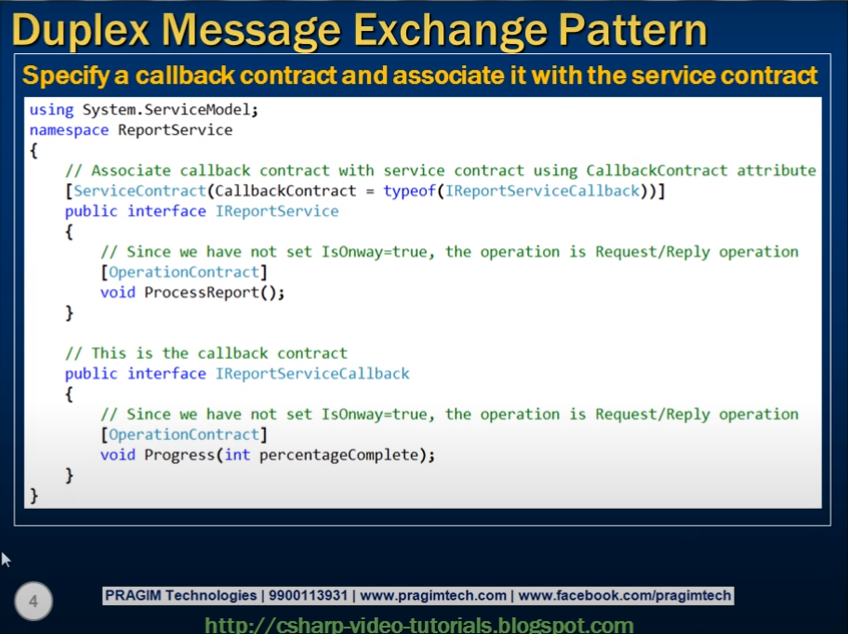 Duplex Message Exchange Pattern
Specify a callback contract and associate it with the service contract
using System.ServiceModel;
namespace ReportService
{
    // Associate callback contract with service contract using CallbackContract attribute
    [ServiceContract(CallbackContract = typeof(IReportServiceCallback))]
    public interface IReportService
    {
        // Since we have not set IsOnway=true, the operation is Request/Reply operation
        [OperationContract]
        void ProcessReport();
    }
    // This is the callback contract
    public interface IReportServiceCallback
    {
        // Since we have not set IsOnway=true, the operation is Request/Reply operation
        [OperationContract]
        void Progress(int percentageComplete);
    }
}
4
PRAGIM Technologies | 9900113931 | www.pragimtech.com | www.facebook.com/pragimtech
http://csharp-video-tutorials.blogspot.com